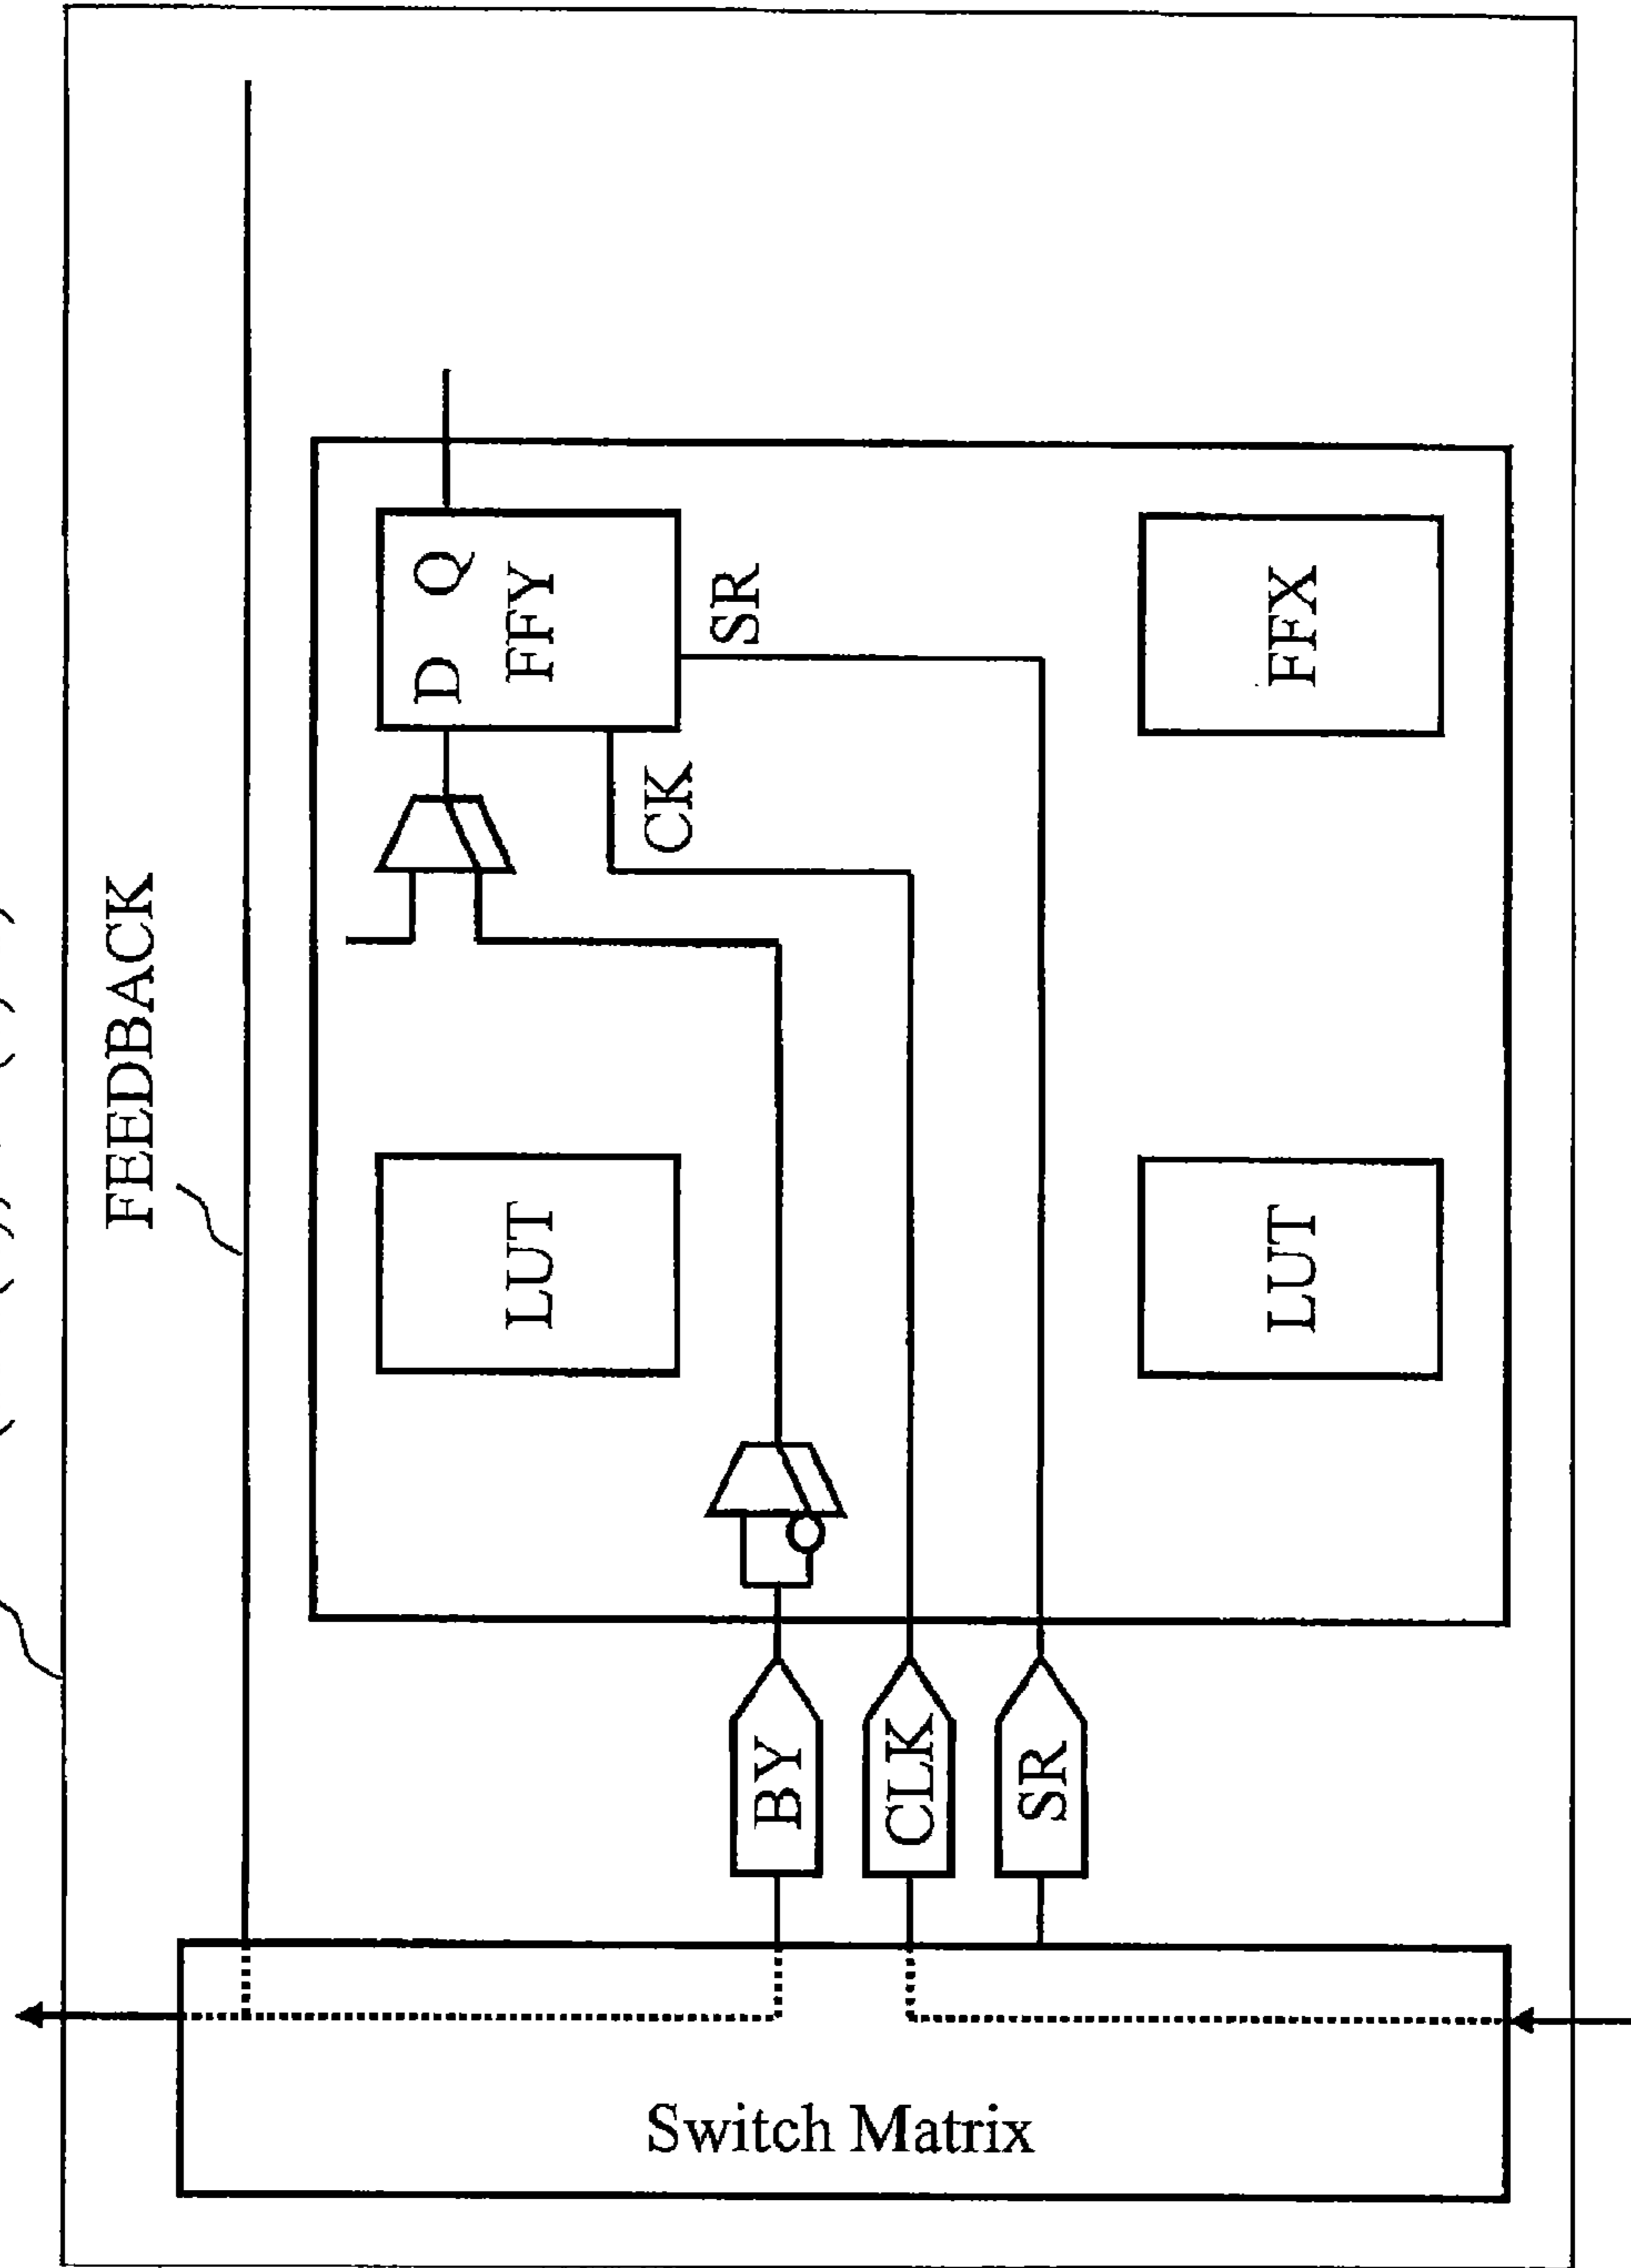 FEEDBACK
D Q
FFY
SR
CK
LUT
FFX
LUT
BY
CLK
SR
Switch Matrix